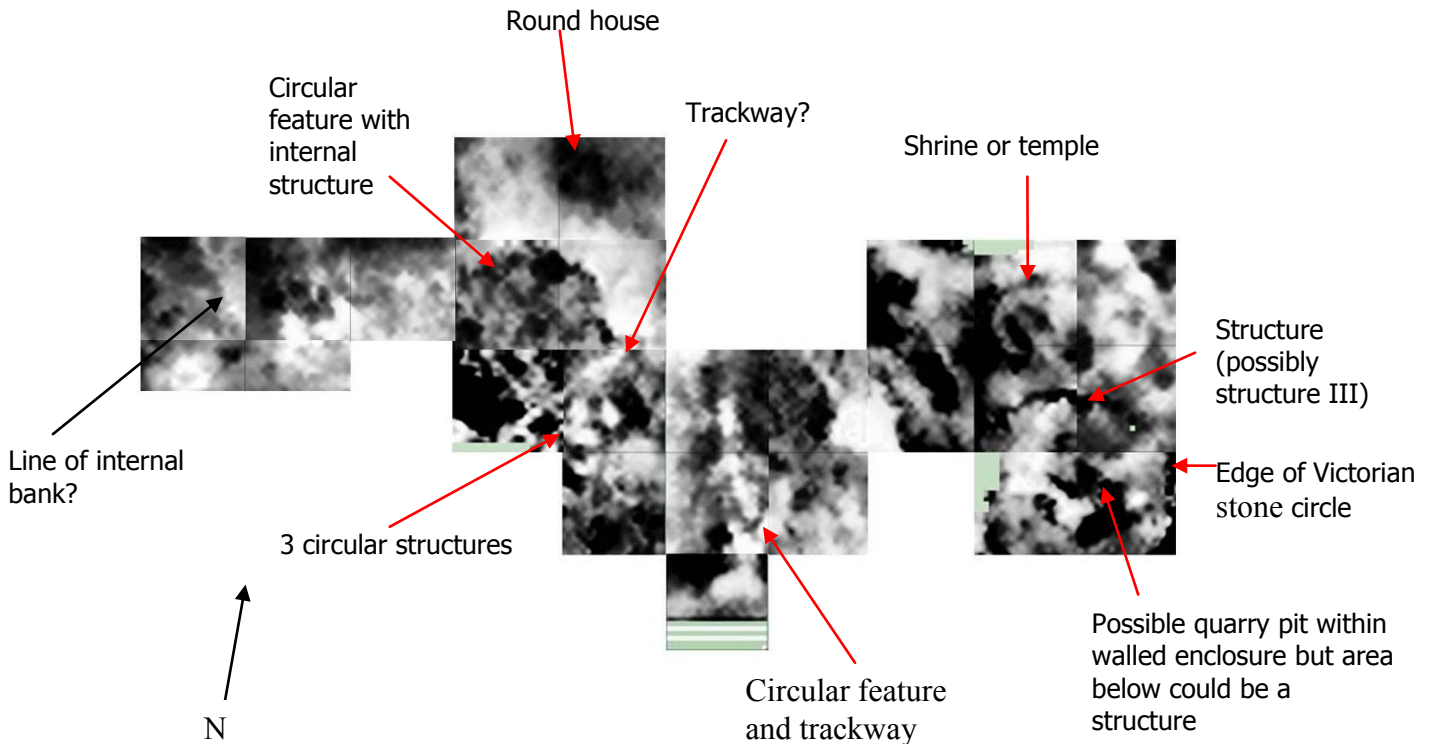 Round house
Circular
feature with
internal
structure
Trackway?
Shrine or temple
Structure
(possibly
structure III)
Line of internal
bank?
Edge of Victorian
stone circle
3 circular structures
Possible quarry pit within
walled enclosure but area
below could be a
structure
Circular feature
and trackway
N